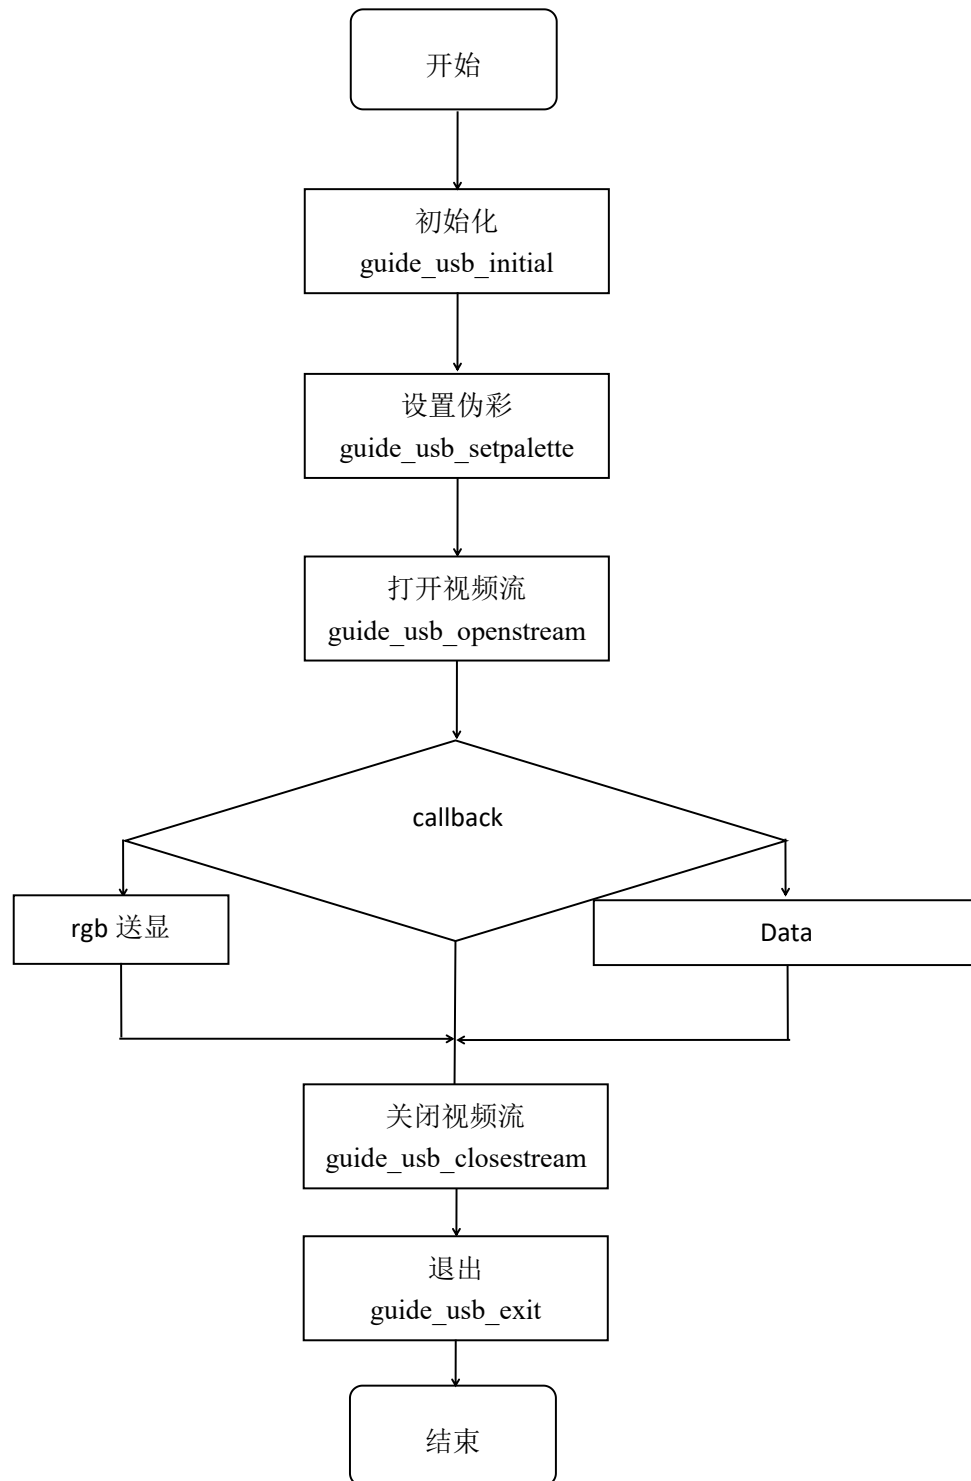 开始
初始化
guide_usb_initial
设置伪彩
guide_usb_setpalette
打开视频流
guide_usb_openstream
callback
rgb 送显
Data
关闭视频流
guide_usb_closestream
退出
guide_usb_exit
结束